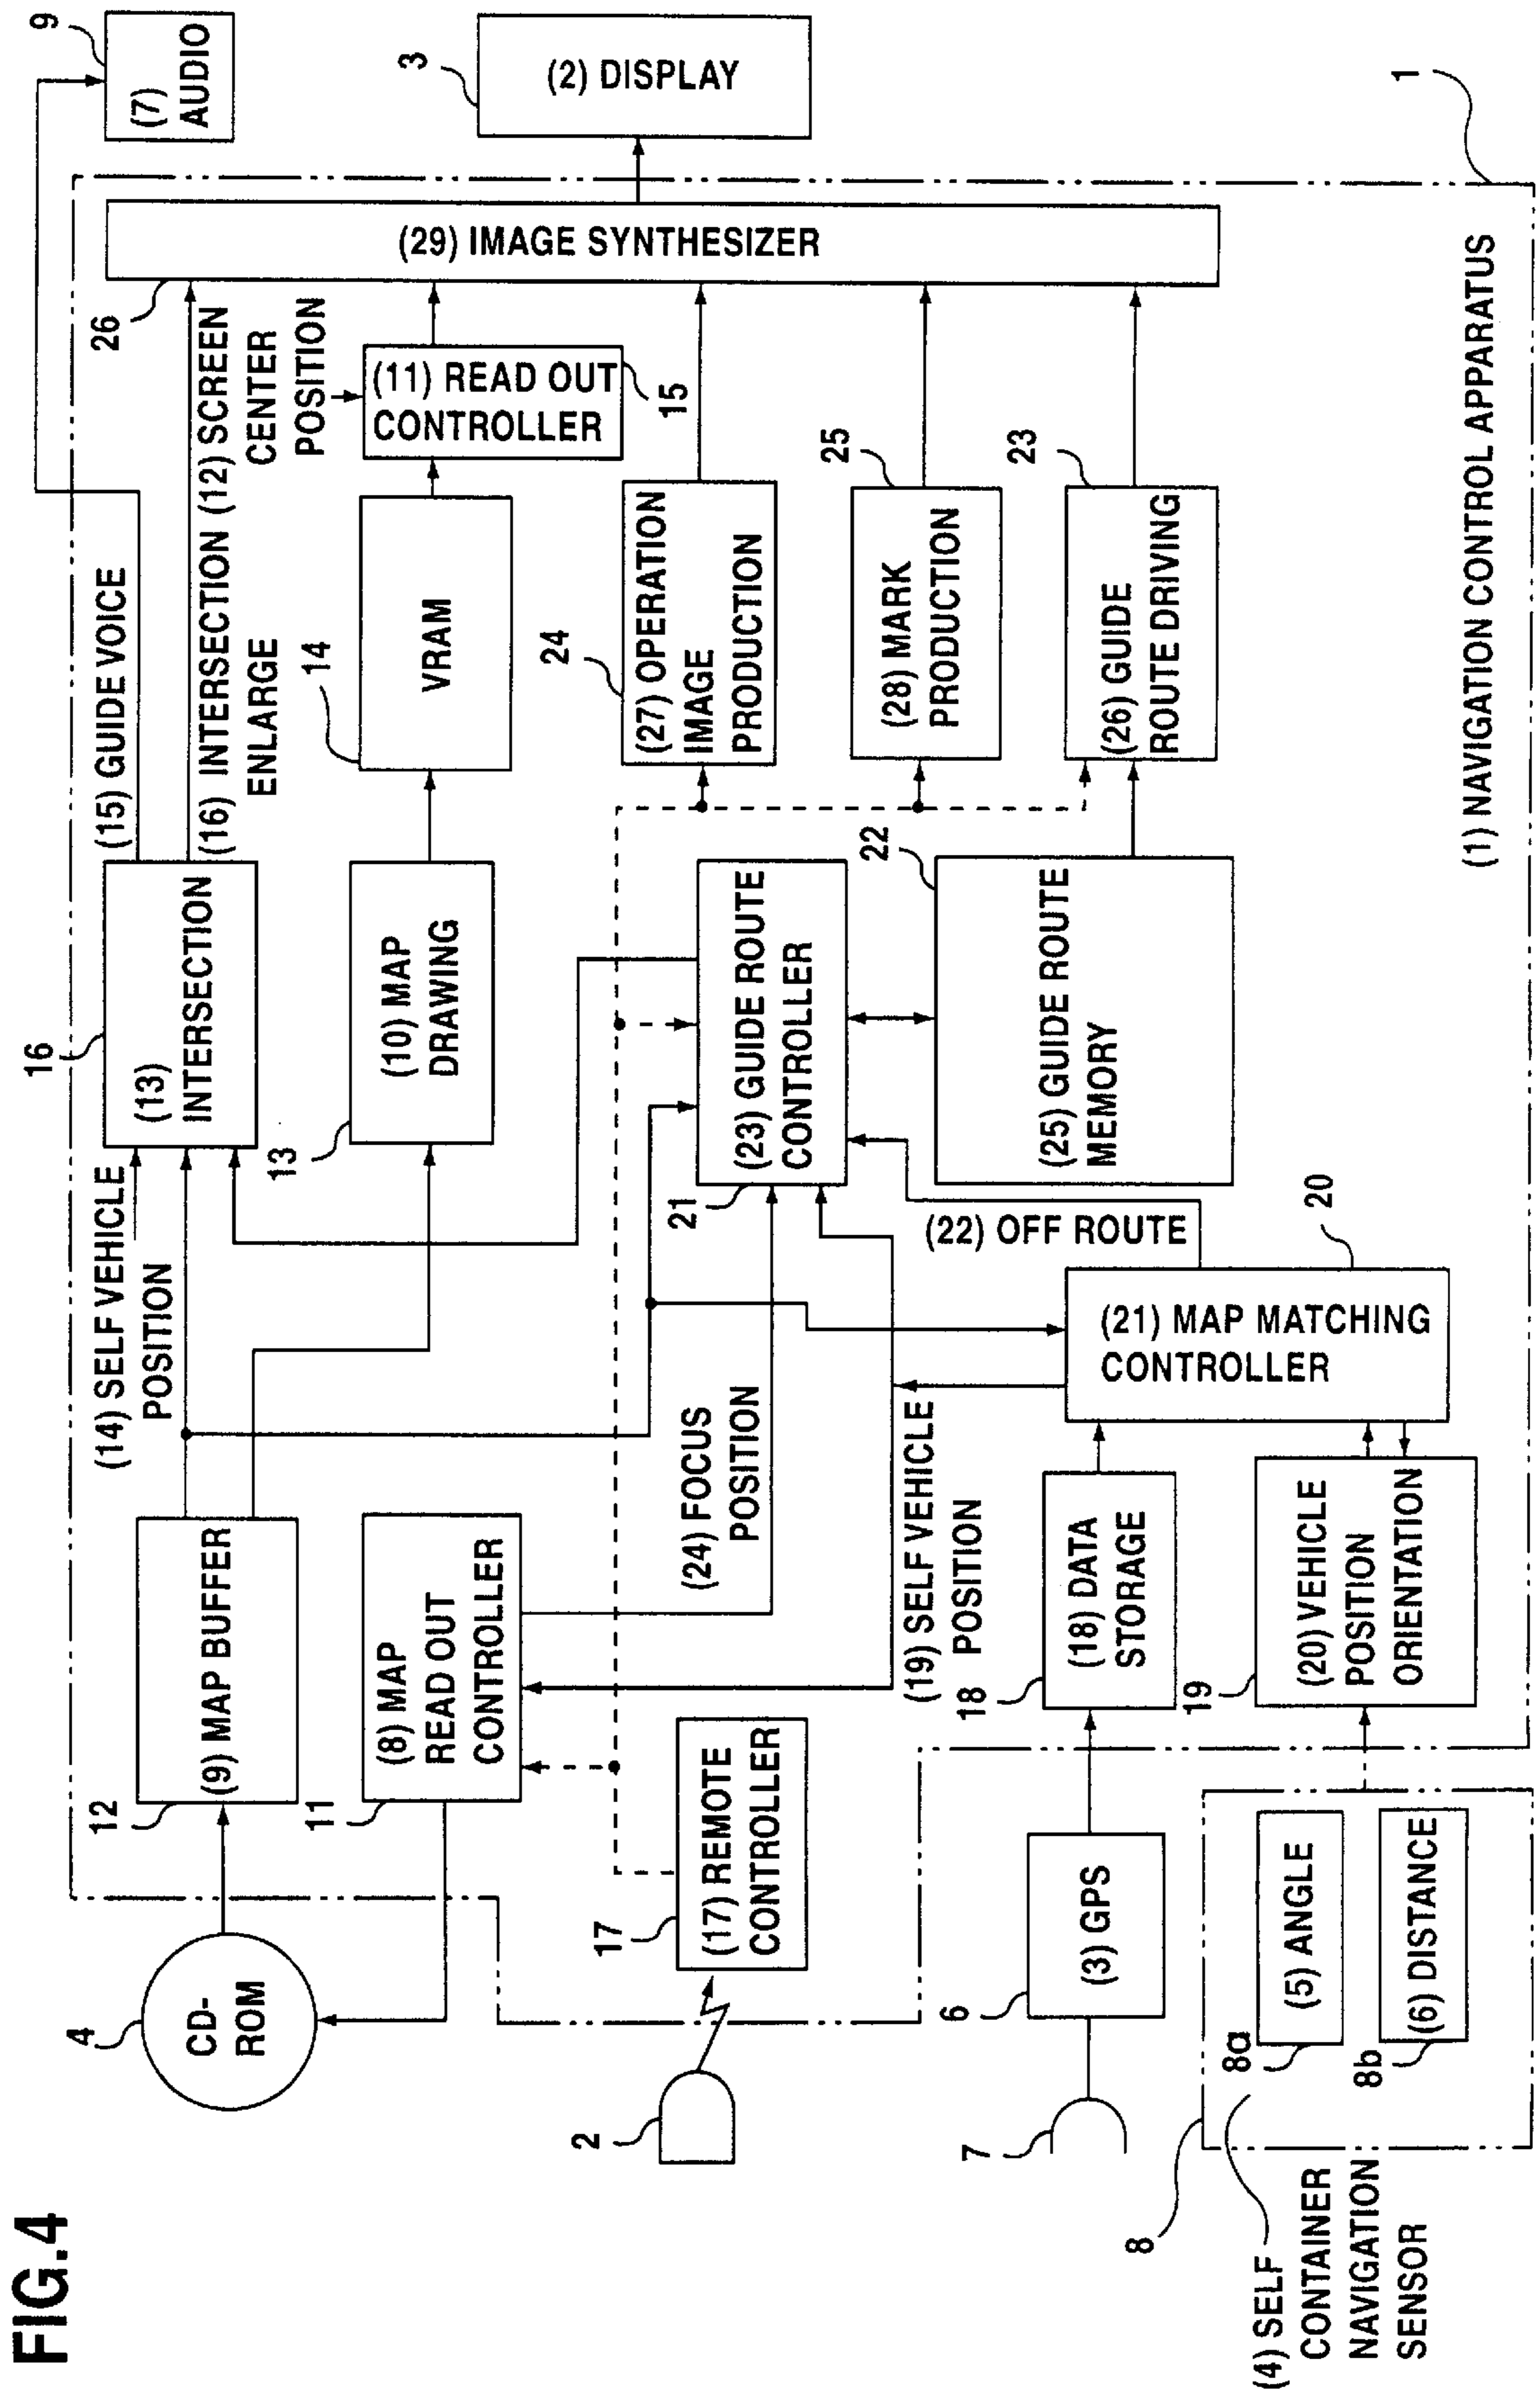 FIG.4
4
CD-
ROM
12
(9) MAP BUFFER
(14) SELF VEHICLE
POSITION
16
(13)
INTERSECTION
(15) GUIDE VOICE
(16) INTERSECTION
ENLARGE
(12) SCREEN
CENTER
POSITION
26
9
(7)
AUDIO
11
(8) MAP
READ OUT
CONTROLLER
13
(10) MAP
DRAWING
14
VRAM
(11) READ OUT
CONTROLLER
15
(29) IMAGE SYNTHESIZER
3
(2) DISPLAY
2
17
(17) REMOTE
CONTROLLER
(24) FOCUS
POSITION
21
(23) GUIDE ROUTE
CONTROLLER
24
(27) OPERATION
IMAGE
PRODUCTION
25
(28) MARK
PRODUCTION
23
(26) GUIDE
ROUTE DRIVING
22
(25) GUIDE ROUTE
MEMORY
(22) OFF ROUTE
(19) SELF VEHICLE
POSITION
7
6
(3) GPS
18
(18) DATA
STORAGE
20
(21) MAP MATCHING
CONTROLLER
19
(20) VEHICLE
POSITION
ORIENTATION
8
8a
(5) ANGLE
8b
(6) DISTANCE
(4) SELF
CONTAINER
NAVIGATION
SENSOR
(1) NAVIGATION CONTROL APPARATUS
1